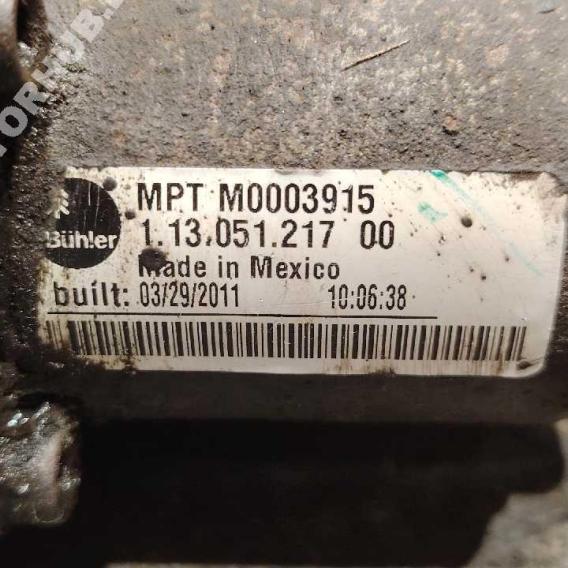 MPT M0003915
Bühler
1.13.051.217 00
Made in Mexico
built: 03/29/2011 10:06:38